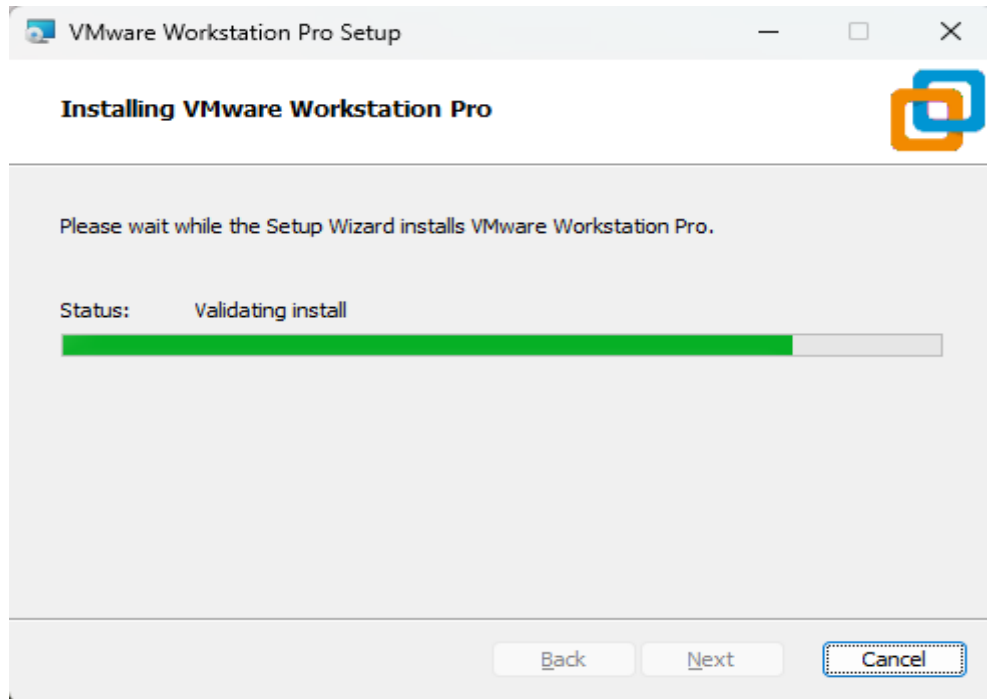 VMware Workstation Pro Setup
Installing VMware Workstation Pro
Please wait while the Setup Wizard installs VMware Workstation Pro.
Status: Validating install
Back Next Cancel